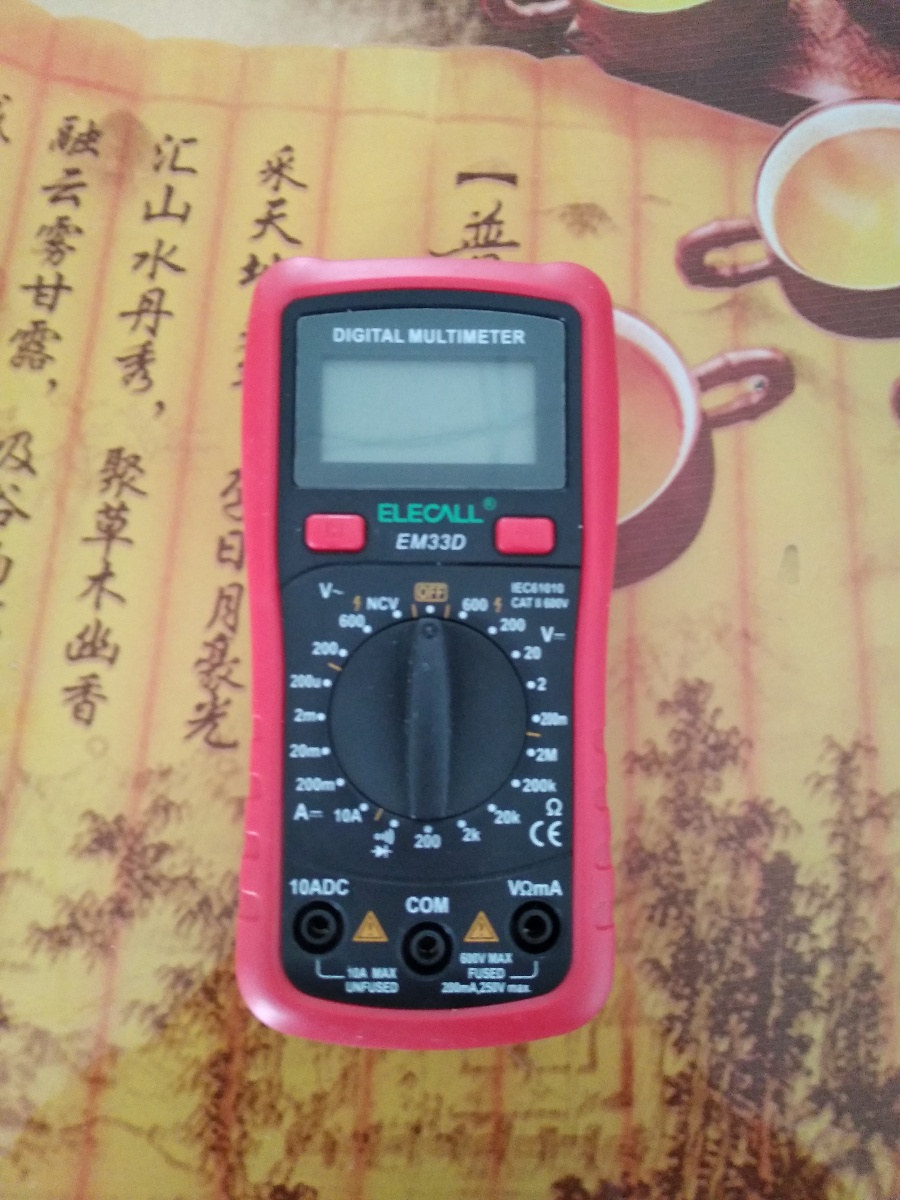 【普
采天地
日月亮光
汇山水丹秀，聚草木幽香。
融云雾甘露，
DIGITAL MULTIMETER
ELECALL®
EM33D
V~
OFF
IEC61010
CAT II 600V
NCV
600
600
200
V⎓
200
20
200u
2
2m
200m
20m
2M
200m
200k
A⎓
10A
20k
Ω
200
2k
CE
10ADC
COM
VΩmA
10A MAX
UNFUSED
600V MAX
FUSED
200mA,250V max.